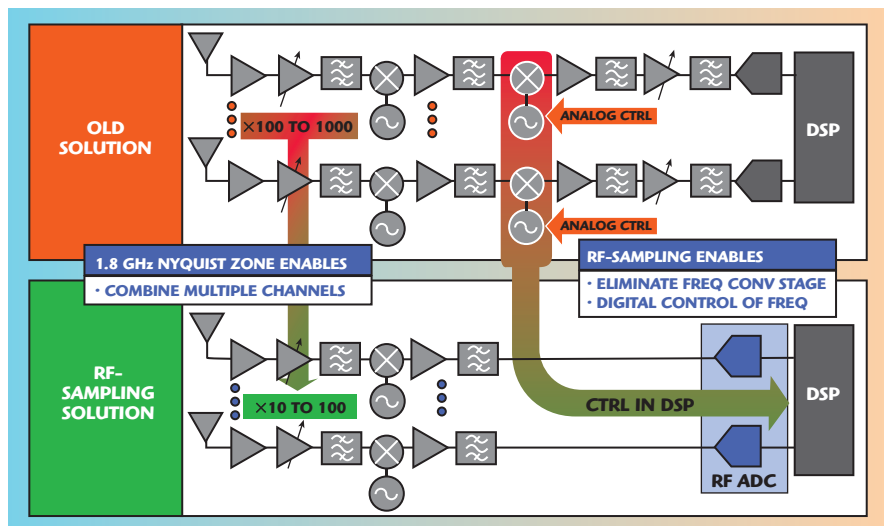 OLD
SOLUTION
×100 TO 1000
ANALOG CTRL
DSP
ANALOG CTRL
1.8 GHz NYQUIST ZONE ENABLES
• COMBINE MULTIPLE CHANNELS
RF-SAMPLING ENABLES
• ELIMINATE FREQ CONV STAGE
• DIGITAL CONTROL OF FREQ
RF-
SAMPLING
SOLUTION
×10 TO 100
CTRL IN DSP
DSP
RF ADC